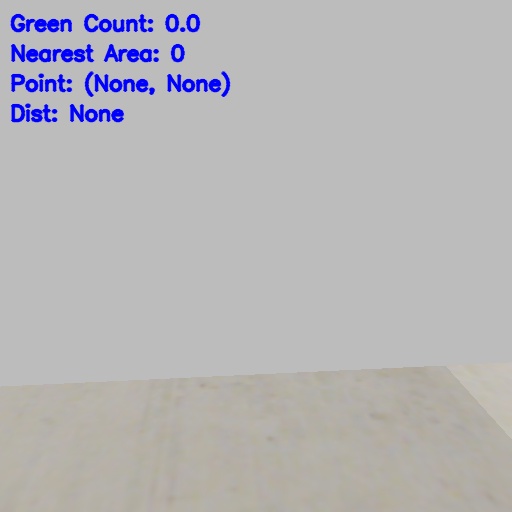 Green Count: 0.0
Nearest Area: 0
Point: (None, None)
Dist: None